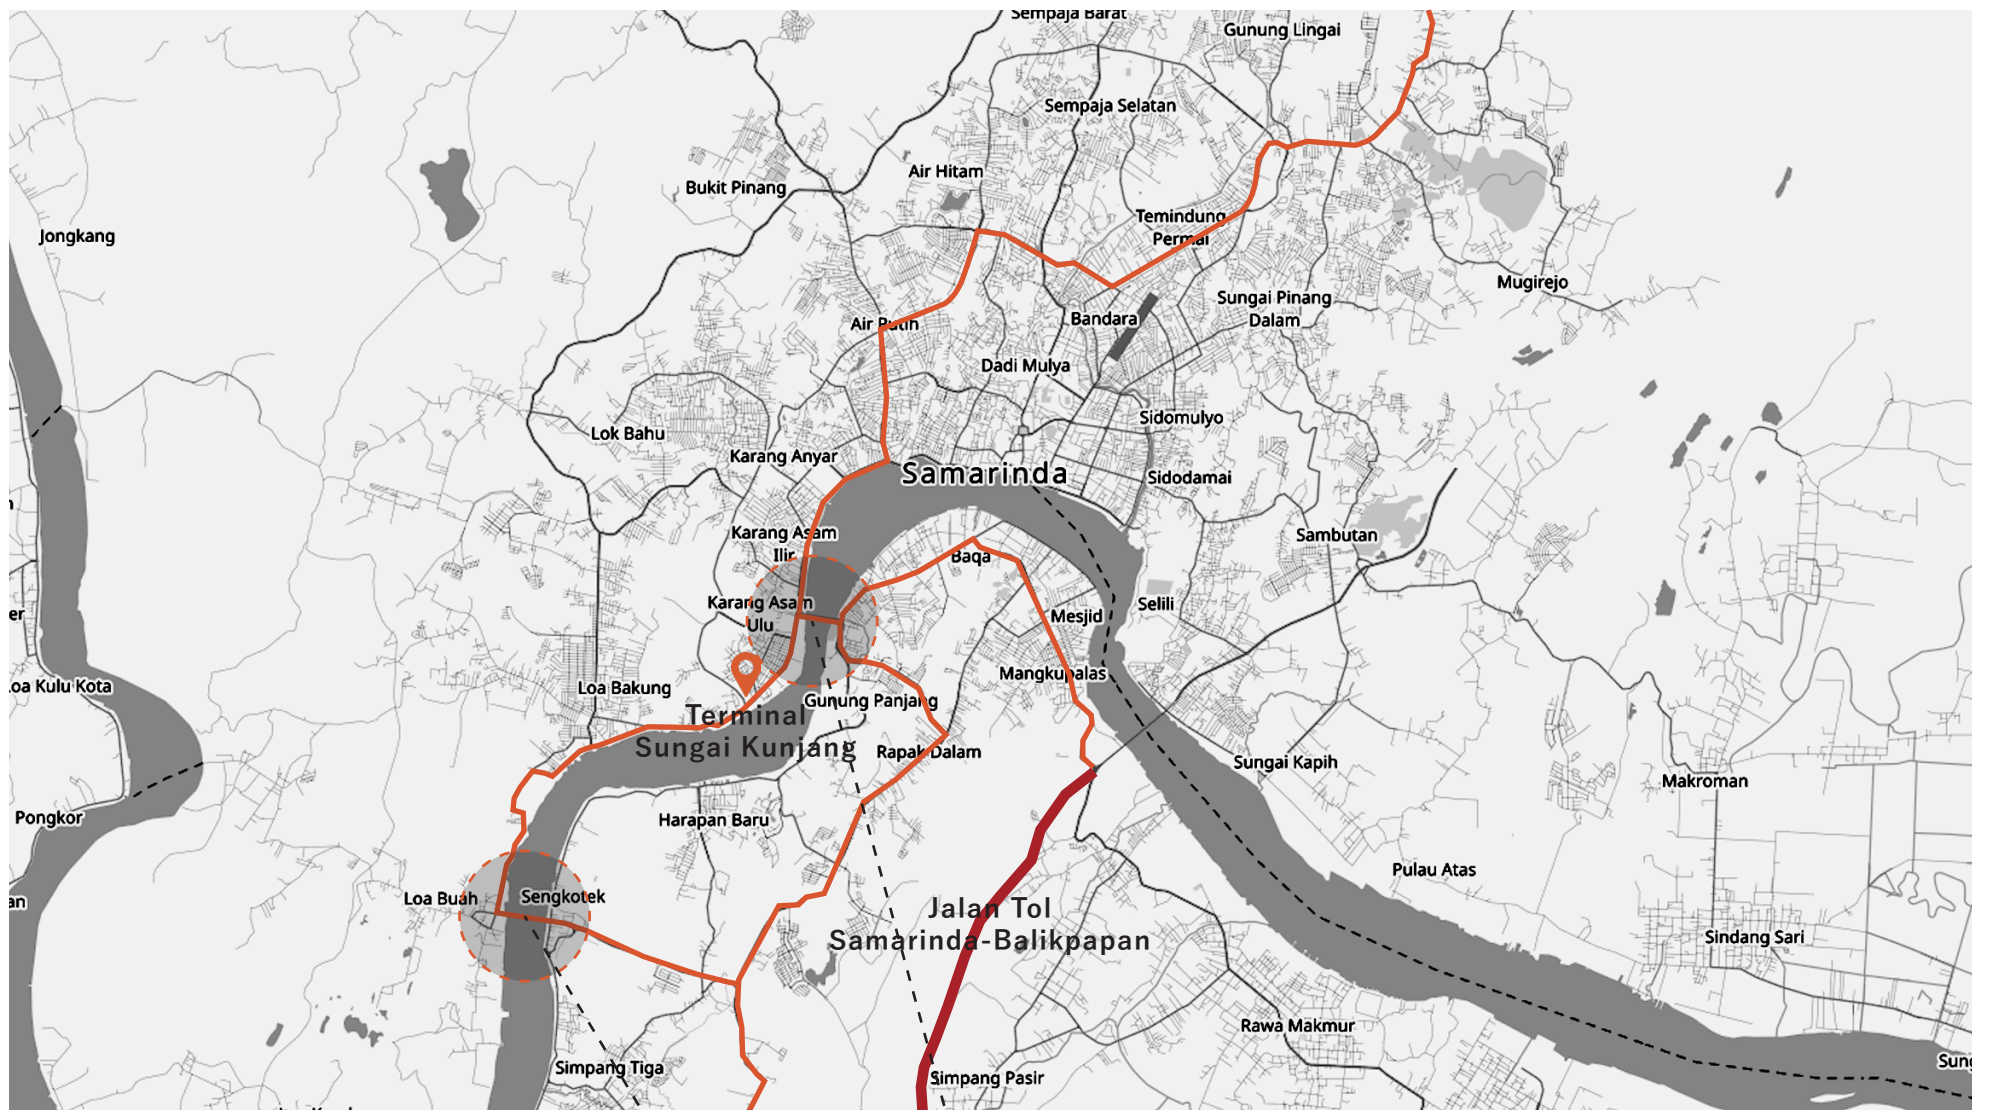 Sempaja Barat
Gunung Lingai
Sempaja Selatan
Air Hitam
Bukit Pinang
Temindung
Permai
Jongkang
Mugirejo
Sungai Pinang
Dalam
Bandara
Air Putih
Dadi Mulya
Sidomulyo
Lok Bahu
Karang Anyar
Samarinda
Sidodamai
Karang Asam
Ilir
Sambutan
Baqa
Karang Asam
Ulu
Selili
Mesjid
Mangkupalas
Loa Kulu Kota
Loa Bakung
Gunung Panjang
Terminal
Sungai Kunjang
Rapak Dalam
Sungai Kapih
Makroman
Pongkor
Harapan Baru
Pulau Atas
Loa Buah
Sengkotek
Jalan Tol
Samarinda-Balikpapan
Sindang Sari
Rawa Makmur
Simpang Tiga
Simpang Pasir